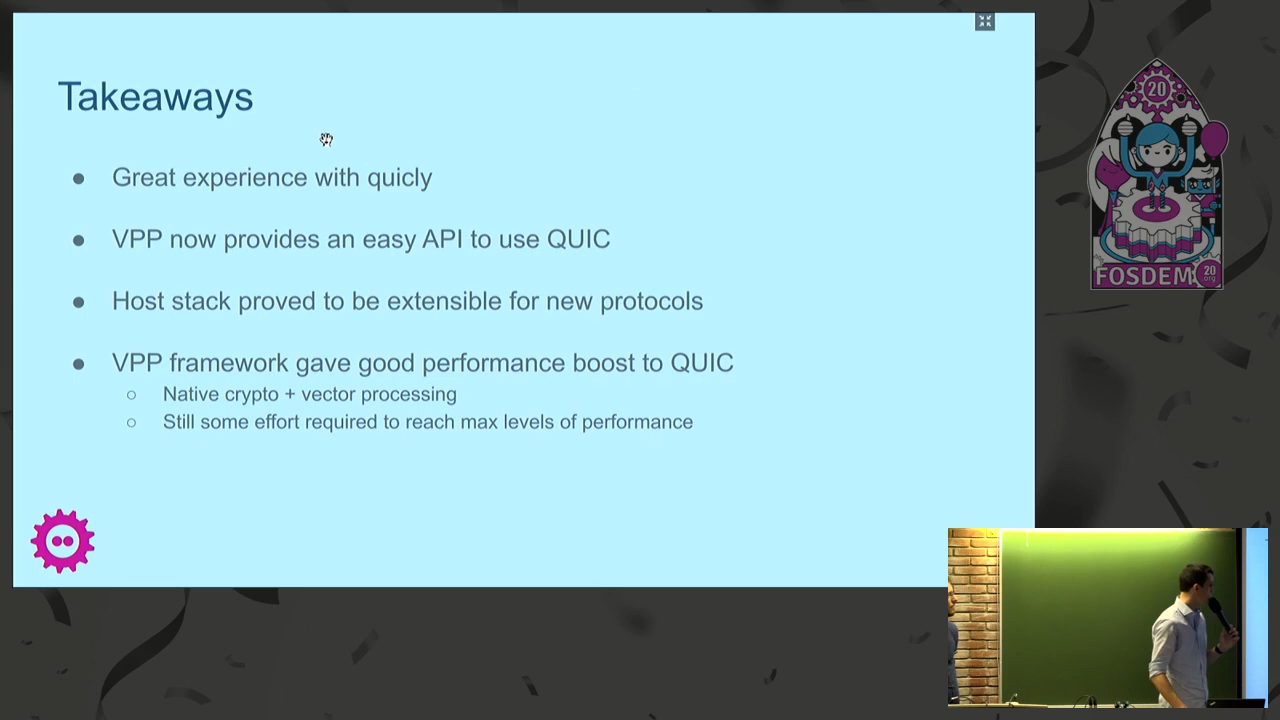 Takeaways
● Great experience with quicly
● VPP now provides an easy API to use QUIC
● Host stack proved to be extensible for new protocols
● VPP framework gave good performance boost to QUIC
○ Native crypto + vector processing
○ Still some effort required to reach max levels of performance
20
FOSDEM
20
.org